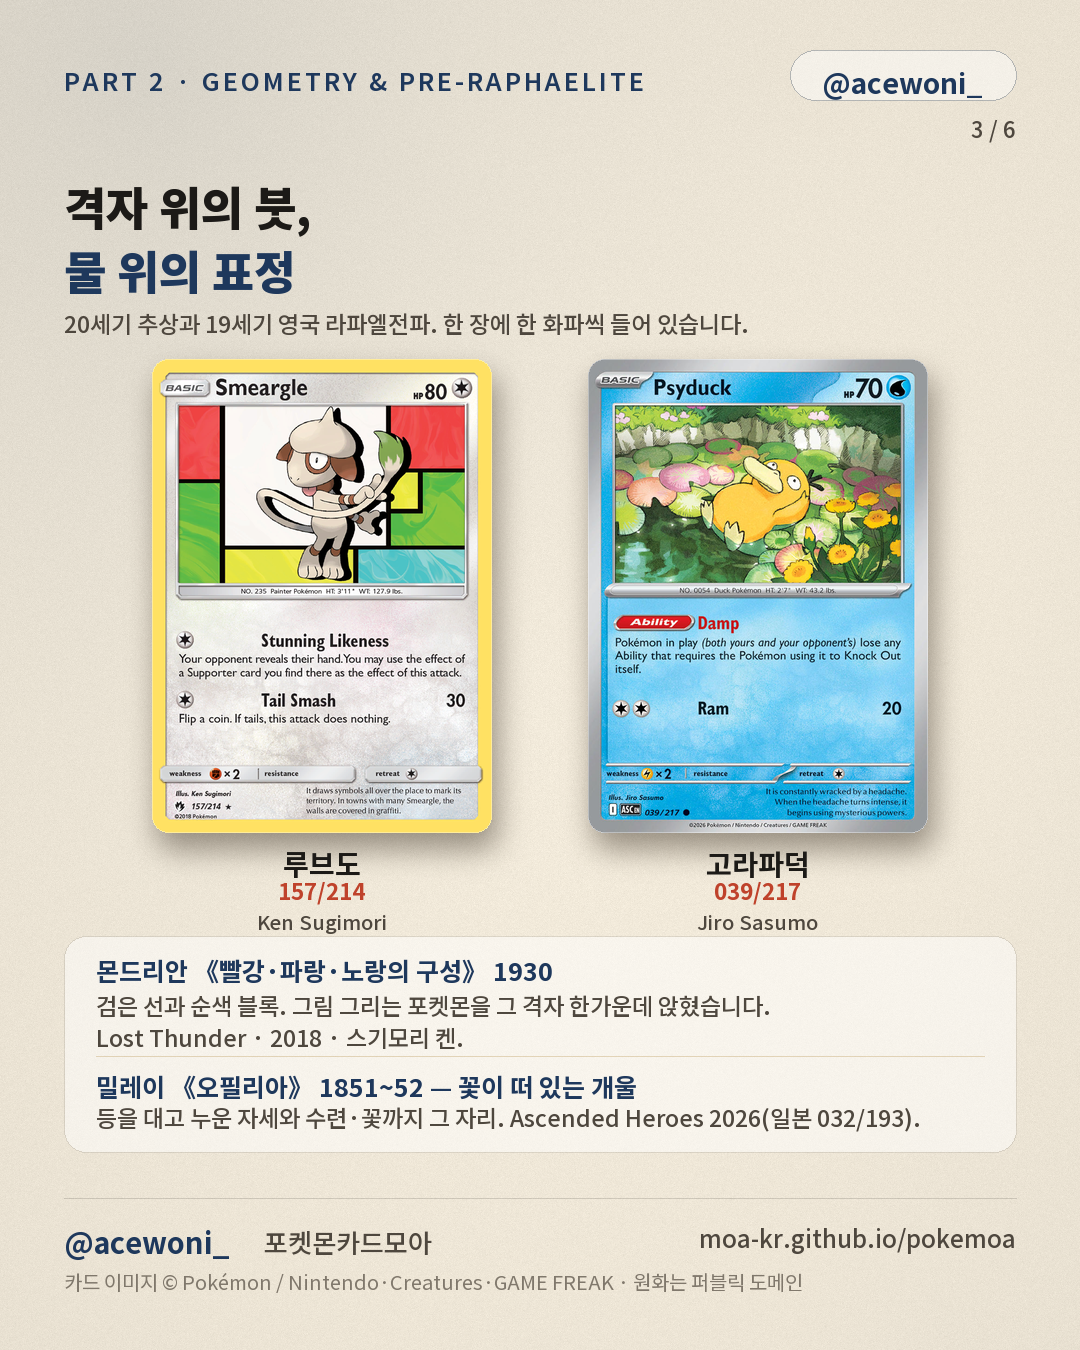 PART 2 · GEOMETRY & PRE-RAPHAELITE
@acewoni_
3 / 6
격자 위의 붓,
물 위의 표정
20세기 추상과 19세기 영국 라파엘전파. 한 장에 한 화파씩 들어 있습니다.
BASIC Smeargle HP 80
NO. 235 Painter Pokémon HT: 3'11" WT: 127.9 lbs.
Stunning Likeness
Your opponent reveals their hand. You may use the effect of
a Supporter card you find there as the effect of this attack.
Tail Smash 30
Flip a coin. If tails, this attack does nothing.
weakness ×2 resistance retreat
Illus. Ken Sugimori
157/214 ★
©2018 Pokémon
It draws symbols all over the place to mark its
territory. In towns with many Smeargle, the
walls are covered in graffiti.
BASIC Psyduck HP 70
NO. 0054 Duck Pokémon HT: 2'7" WT: 43.2 lbs.
Ability Damp
Pokémon in play (both yours and your opponent's) lose any
Ability that requires the Pokémon using it to Knock Out
itself.
Ram 20
weakness ×2 resistance retreat
Illus. Jiro Sasumo
I ASC EN 039/217 ●
It is constantly wracked by a headache.
When the headache turns intense, it
begins using mysterious powers.
©2026 Pokémon / Nintendo / Creatures / GAME FREAK
루브도
157/214
Ken Sugimori
고라파덕
039/217
Jiro Sasumo
몬드리안 《빨강·파랑·노랑의 구성》 1930
검은 선과 순색 블록. 그림 그리는 포켓몬을 그 격자 한가운데 앉혔습니다.
Lost Thunder · 2018 · 스기모리 켄.
밀레이 《오필리아》 1851~52 — 꽃이 떠 있는 개울
등을 대고 누운 자세와 수련·꽃까지 그 자리. Ascended Heroes 2026(일본 032/193).
@acewoni_ 포켓몬카드모아
moa-kr.github.io/pokemoa
카드 이미지 © Pokémon / Nintendo·Creatures·GAME FREAK · 원화는 퍼블릭 도메인